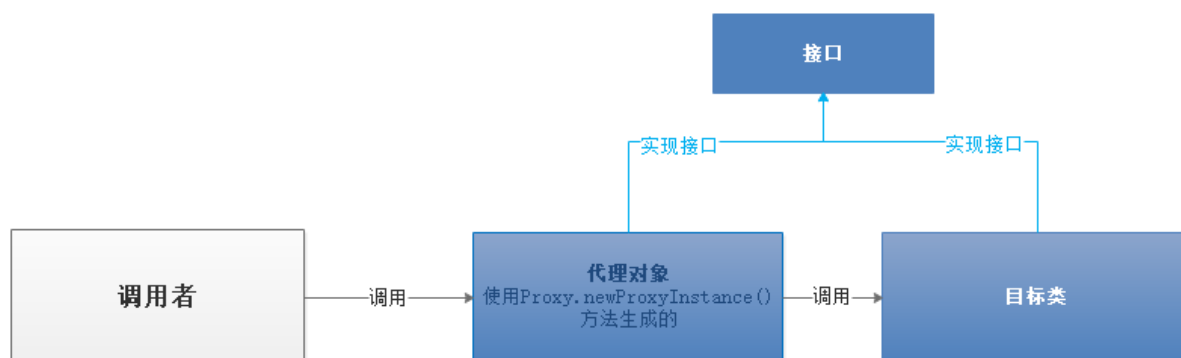 接口
实现接口
实现接口
调用者
调用
代理对象
使用Proxy.newProxyInstance()
方法生成的
调用
目标类